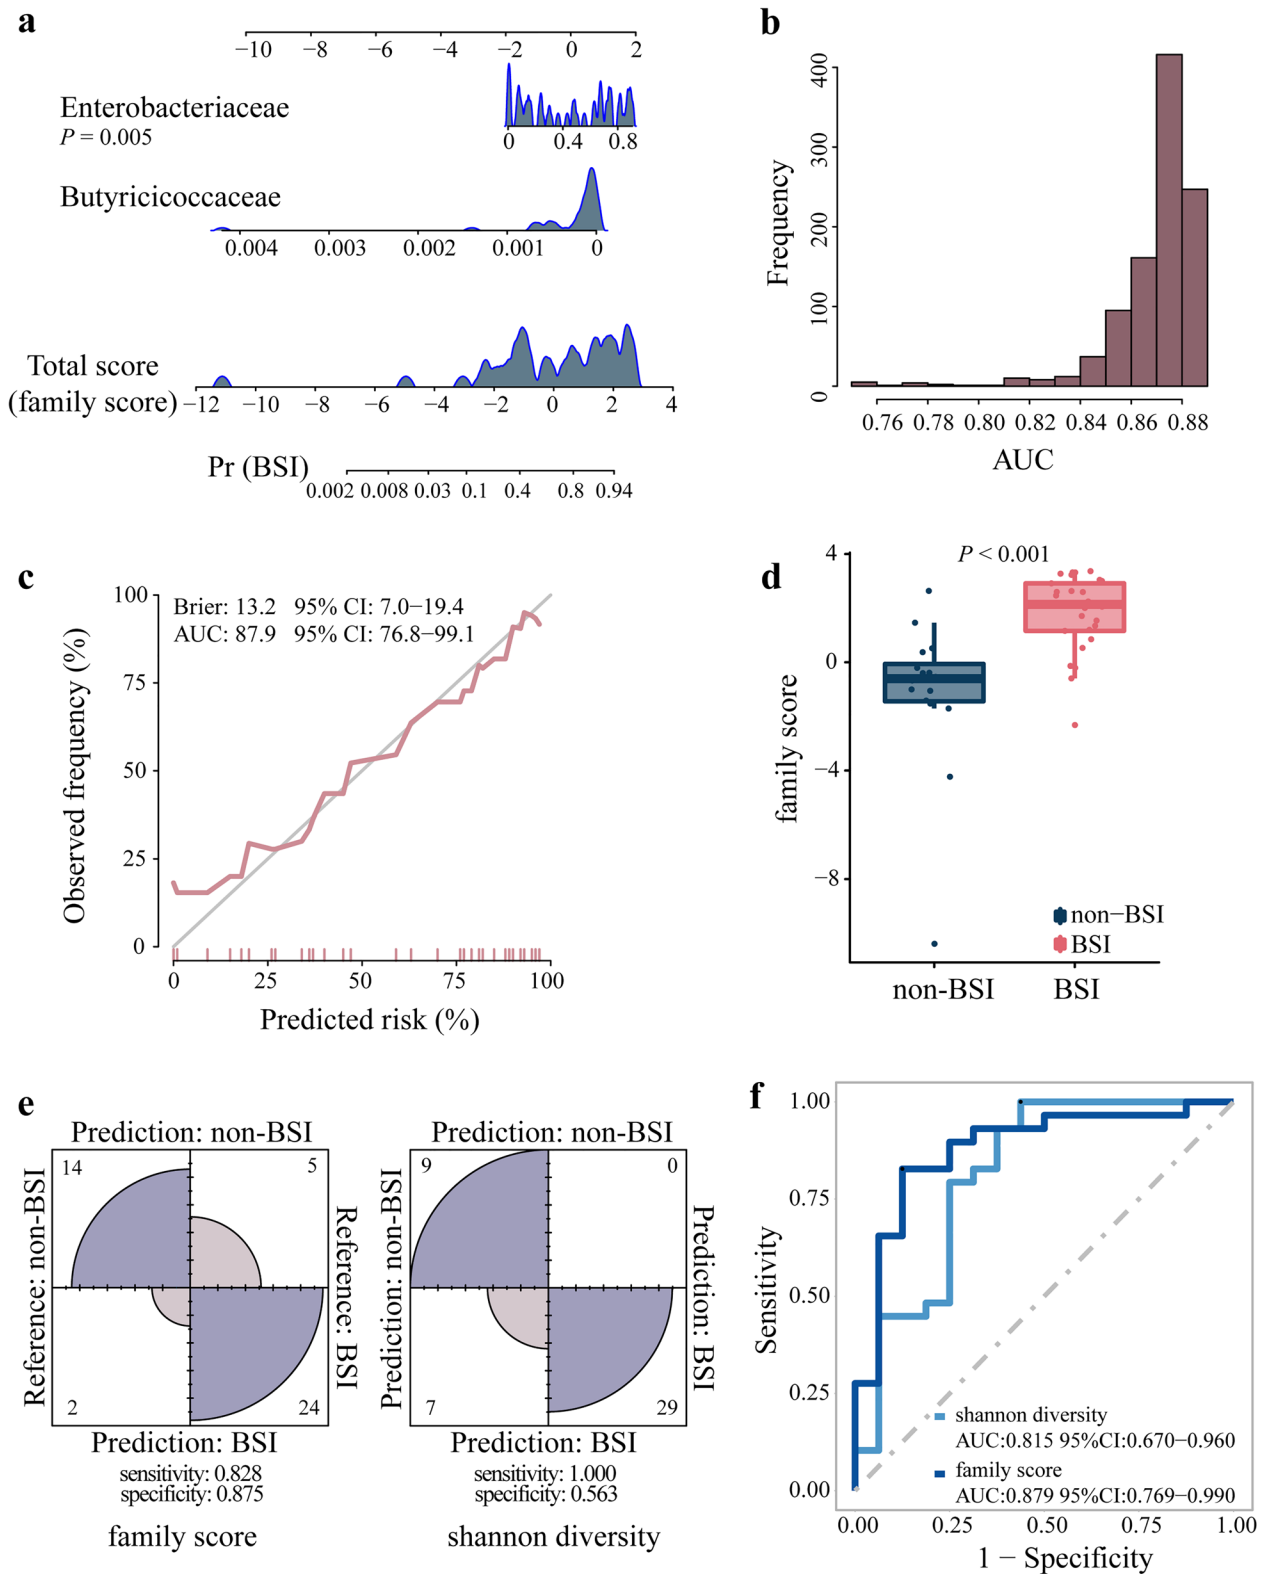 a
−10 −8 −6 −4 −2 0 2
Enterobacteriaceae
P = 0.005
0 0.4 0.8
Butyricicoccaceae
0.004 0.003 0.002 0.001 0
Total score
(family score)
−12 −10 −8 −6 −4 −2 0 2 4
Pr (BSI)
0.002 0.008 0.03 0.1 0.4 0.8 0.94
b
Frequency
400
300
200
100
0
0.76 0.78 0.80 0.82 0.84 0.86 0.88
AUC
c
Brier: 13.2 95% CI: 7.0−19.4
AUC: 87.9 95% CI: 76.8−99.1
Observed frequency (%)
100
75
50
25
0
0 25 50 75 100
Predicted risk (%)
d
P < 0.001
family score
4
0
−4
−8
non−BSI
BSI
non-BSI BSI
e
Prediction: non-BSI
Reference: non-BSI
14 5
2 24
Reference: BSI
Prediction: BSI
sensitivity: 0.828
specificity: 0.875
family score
Prediction: non-BSI
Prediction: non-BSI
9 0
7 29
Prediction: BSI
Prediction: BSI
sensitivity: 1.000
specificity: 0.563
shannon diversity
f
Sensitivity
1.00
0.75
0.50
0.25
0.00
shannon diversity
AUC:0.815 95%CI:0.670−0.960
family score
AUC:0.879 95%CI:0.769−0.990
0.00 0.25 0.50 0.75 1.00
1 − Specificity